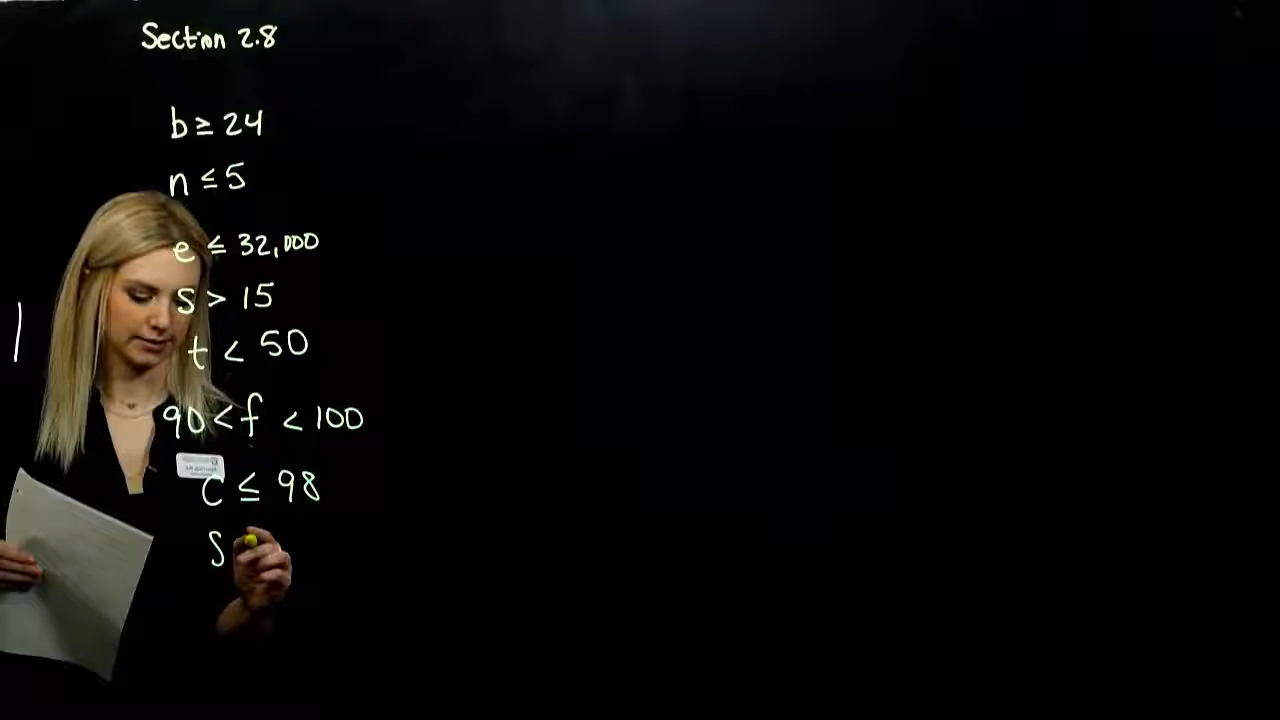 Section 2.8
b ≥ 24
n ≤ 5
e ≤ 32,000
s > 15
t < 50
90 < f < 100
c ≤ 98
S